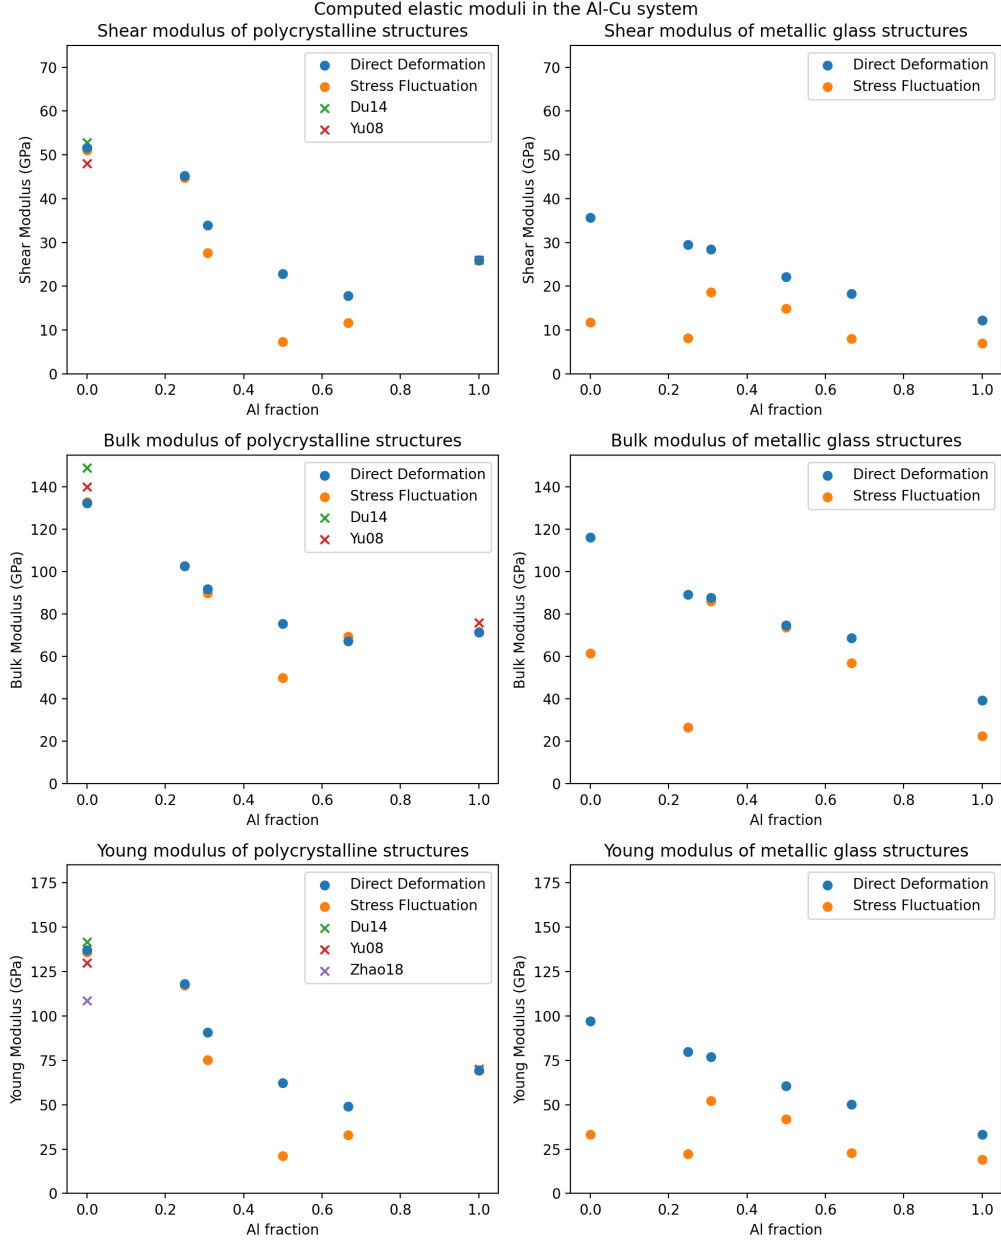 Computed elastic moduli in the Al-Cu system
Shear modulus of polycrystalline structures
70
60
50
40
30
20
10
0
Shear Modulus (GPa)
0.0 0.2 0.4 0.6 0.8 1.0
Al fraction
Direct Deformation
Stress Fluctuation
Du14
Yu08
Shear modulus of metallic glass structures
70
60
50
40
30
20
10
0
Shear Modulus (GPa)
0.0 0.2 0.4 0.6 0.8 1.0
Al fraction
Direct Deformation
Stress Fluctuation
Bulk modulus of polycrystalline structures
140
120
100
80
60
40
20
0
Bulk Modulus (GPa)
0.0 0.2 0.4 0.6 0.8 1.0
Al fraction
Direct Deformation
Stress Fluctuation
Du14
Yu08
Bulk modulus of metallic glass structures
140
120
100
80
60
40
20
0
Bulk Modulus (GPa)
0.0 0.2 0.4 0.6 0.8 1.0
Al fraction
Direct Deformation
Stress Fluctuation
Young modulus of polycrystalline structures
175
150
125
100
75
50
25
0
Young Modulus (GPa)
0.0 0.2 0.4 0.6 0.8 1.0
Al fraction
Direct Deformation
Stress Fluctuation
Du14
Yu08
Zhao18
Young modulus of metallic glass structures
175
150
125
100
75
50
25
0
Young Modulus (GPa)
0.0 0.2 0.4 0.6 0.8 1.0
Al fraction
Direct Deformation
Stress Fluctuation